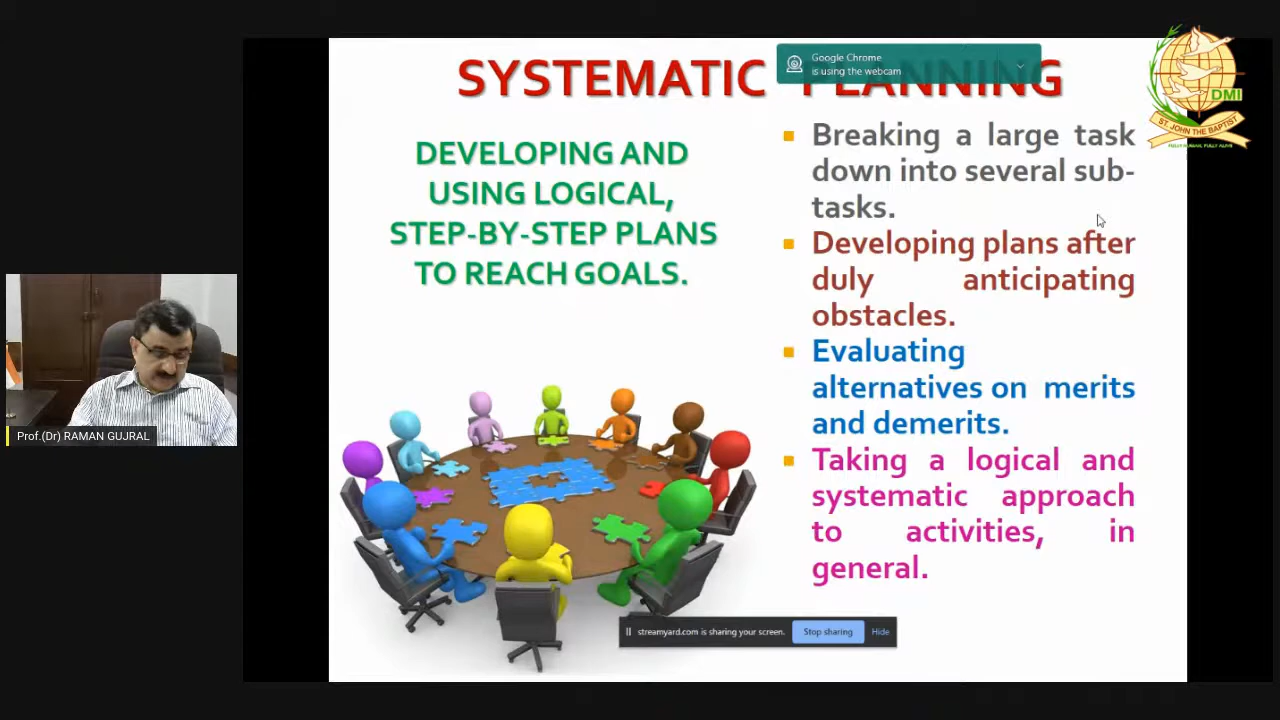 SYSTEMATIC PLANNING
Google Chrome
is using the webcam
DMI
ST. JOHN THE BAPTIST
DEVELOPING AND
USING LOGICAL,
STEP-BY-STEP PLANS
TO REACH GOALS.
Breaking a large task
down into several sub-
tasks.
Developing plans after
duly anticipating
obstacles.
Evaluating
alternatives on merits
and demerits.
Taking a logical and
systematic approach
to activities, in
general.
Prof.(Dr) RAMAN GUJRAL
streamyard.com is sharing your screen. Stop sharing Hide